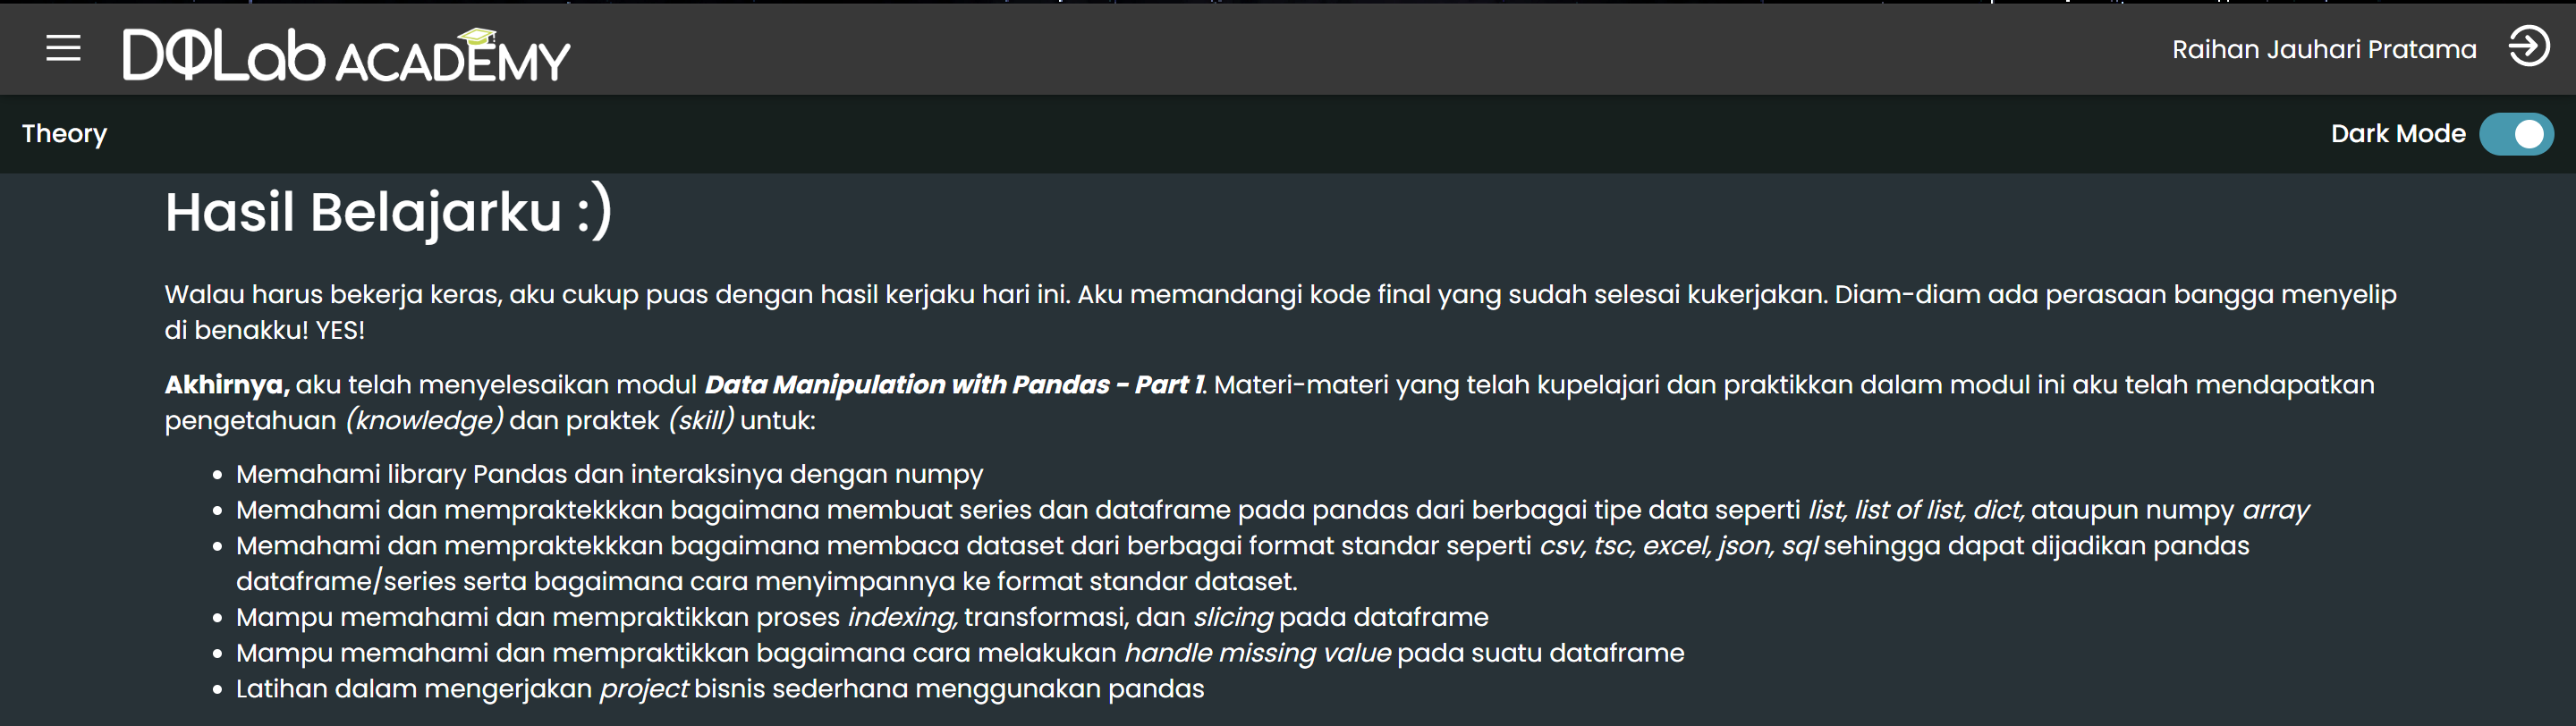 DQLab ACADEMY
Raihan Jauhari Pratama
Theory
Dark Mode
Hasil Belajarku :)
Walau harus bekerja keras, aku cukup puas dengan hasil kerjaku hari ini. Aku memandangi kode final yang sudah selesai kukerjakan. Diam-diam ada perasaan bangga menyelip
di benakku! YES!
Akhirnya, aku telah menyelesaikan modul Data Manipulation with Pandas - Part 1. Materi-materi yang telah kupelajari dan praktikkan dalam modul ini aku telah mendapatkan
pengetahuan (knowledge) dan praktek (skill) untuk:
• Memahami library Pandas dan interaksinya dengan numpy
• Memahami dan mempraktekkkan bagaimana membuat series dan dataframe pada pandas dari berbagai tipe data seperti list, list of list, dict, ataupun numpy array
• Memahami dan mempraktekkkan bagaimana membaca dataset dari berbagai format standar seperti csv, tsc, excel, json, sql sehingga dapat dijadikan pandas
dataframe/series serta bagaimana cara menyimpannya ke format standar dataset.
• Mampu memahami dan mempraktikkan proses indexing, transformasi, dan slicing pada dataframe
• Mampu memahami dan mempraktikkan bagaimana cara melakukan handle missing value pada suatu dataframe
• Latihan dalam mengerjakan project bisnis sederhana menggunakan pandas